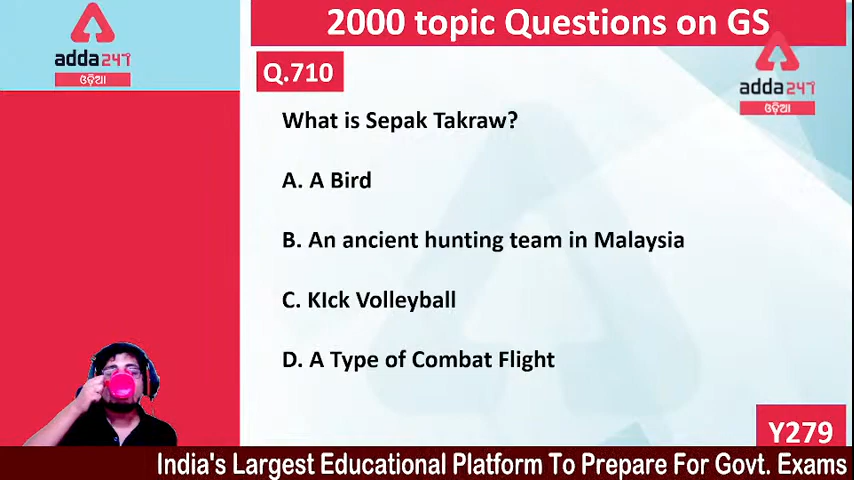 2000 topic Questions on GS
adda247
ଓଡ଼ିଆ
Q.710
adda247
ଓଡ଼ିଆ
What is Sepak Takraw?
A. A Bird
B. An ancient hunting team in Malaysia
C. KIck Volleyball
D. A Type of Combat Flight
Y279
India's Largest Educational Platform To Prepare For Govt. Exams